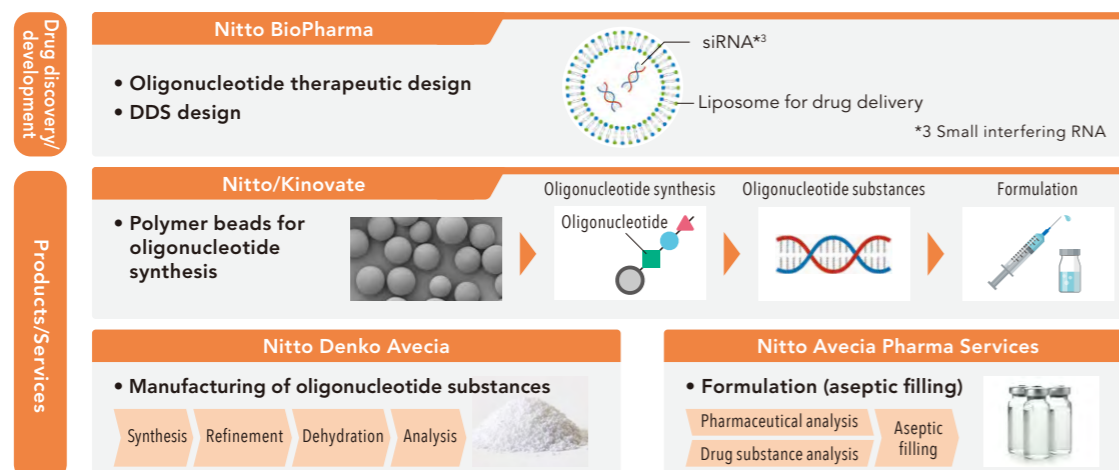 Drug discovery/
development
Nitto BioPharma
• Oligonucleotide therapeutic design
• DDS design
siRNA*3
Liposome for drug delivery
*3 Small interfering RNA
Products/Services
Nitto/Kinovate
• Polymer beads for
oligonucleotide
synthesis
Oligonucleotide synthesis
Oligonucleotide
Oligonucleotide substances
Formulation
Nitto Denko Avecia
• Manufacturing of oligonucleotide substances
Synthesis
Refinement
Dehydration
Analysis
Nitto Avecia Pharma Services
• Formulation (aseptic filling)
Pharmaceutical analysis
Drug substance analysis
Aseptic
filling